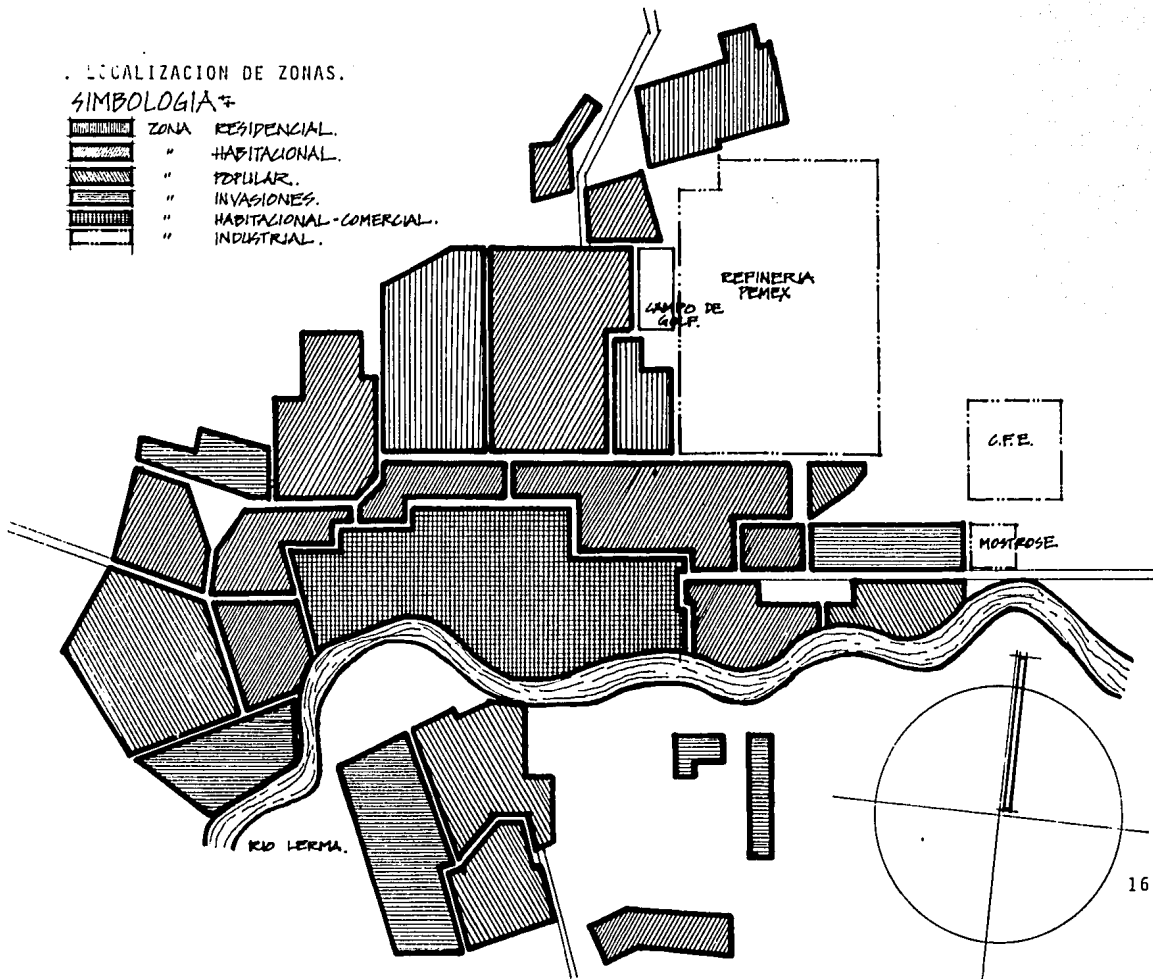 . LOCALIZACION DE ZONAS.
SIMBOLOGIA
ZONA RESIDENCIAL.
" HABITACIONAL.
" POPULAR.
" INVASIONES.
" HABITACIONAL-COMERCIAL.
" INDUSTRIAL.
REFINERIA
PEMEX
CAMPO DE
GOLF.
C.F.E.
MOSTROSE
RIO LERMA.
16